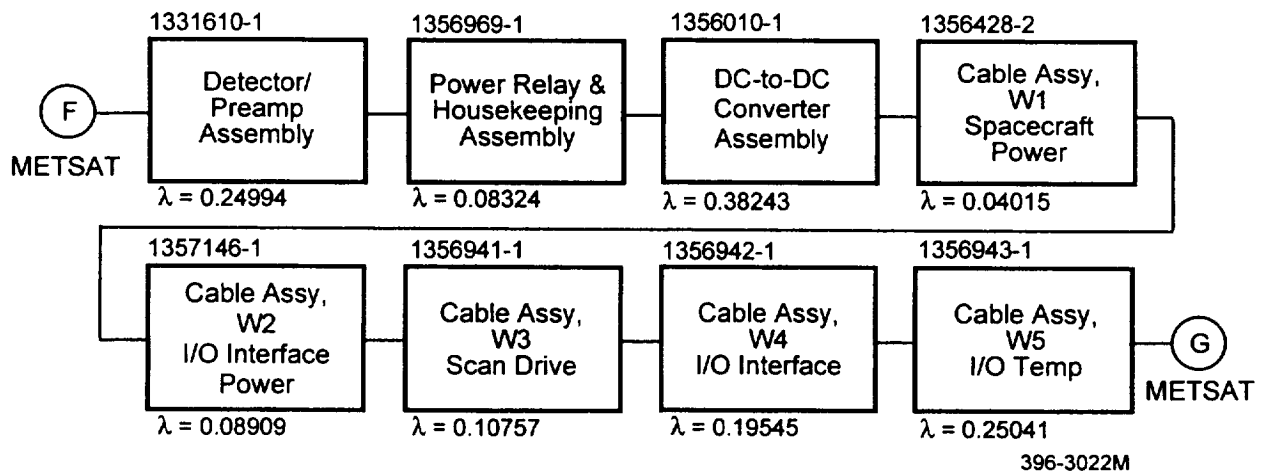 1331610-1
1356969-1
1356010-1
1356428-2
F
METSAT
Detector/
Preamp
Assembly
Power Relay &
Housekeeping
Assembly
DC-to-DC
Converter
Assembly
Cable Assy,
W1
Spacecraft
Power
λ = 0.24994
λ = 0.08324
λ = 0.38243
λ = 0.04015
1357146-1
1356941-1
1356942-1
1356943-1
Cable Assy,
W2
I/O Interface
Power
Cable Assy,
W3
Scan Drive
Cable Assy,
W4
I/O Interface
Cable Assy,
W5
I/O Temp
G
METSAT
λ = 0.08909
λ = 0.10757
λ = 0.19545
λ = 0.25041
396-3022M